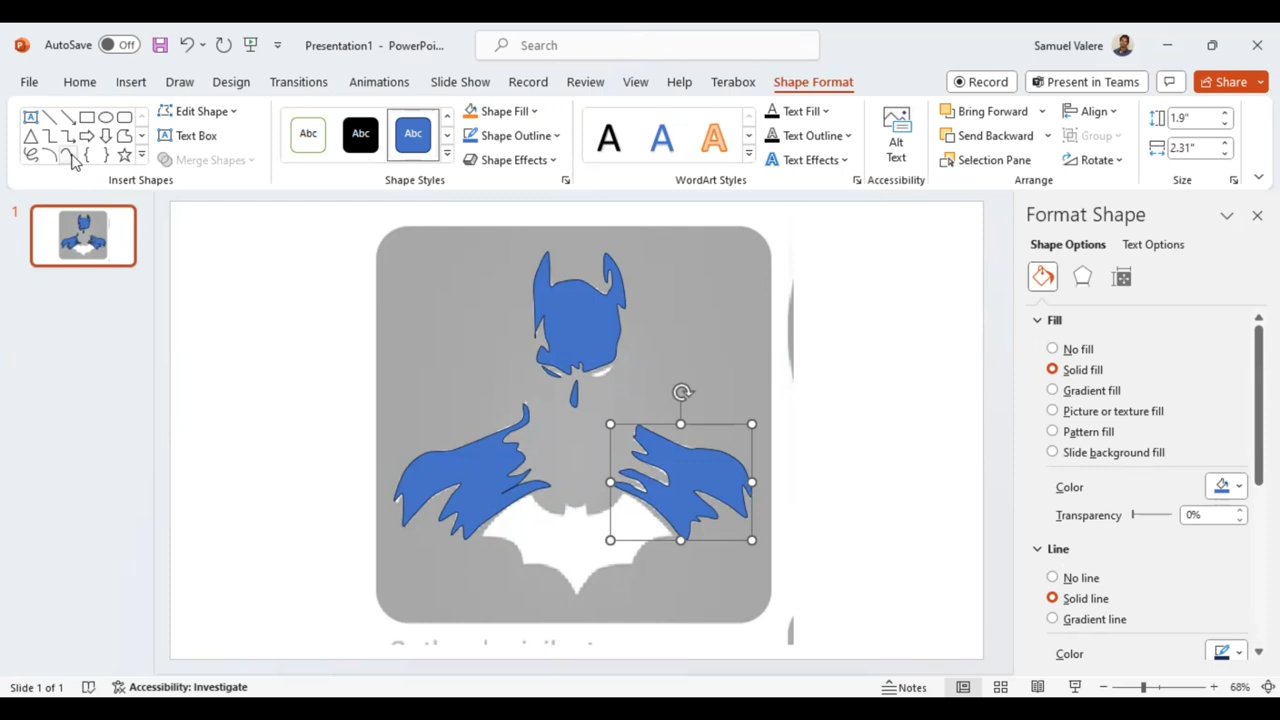 AutoSave Off Presentation1 - PowerPoi... Search Samuel Valere
File Home Insert Draw Design Transitions Animations Slide Show Record Review View Help Terabox Shape Format Record Present in Teams Share
Edit Shape
Text Box
Merge Shapes
Insert Shapes
Abc Abc Abc
Shape Fill
Shape Outline
Shape Effects
Shape Styles
A A A
Text Fill
Text Outline
Text Effects
WordArt Styles
Alt
Text
Accessibility
Bring Forward
Send Backward
Selection Pane
Align
Group
Rotate
Arrange
1.9"
2.31"
Size
1
Format Shape
Shape Options Text Options
Fill
No fill
Solid fill
Gradient fill
Picture or texture fill
Pattern fill
Slide background fill
Color
Transparency 0%
Line
No line
Solid line
Gradient line
Color
Slide 1 of 1 Accessibility: Investigate Notes 68%